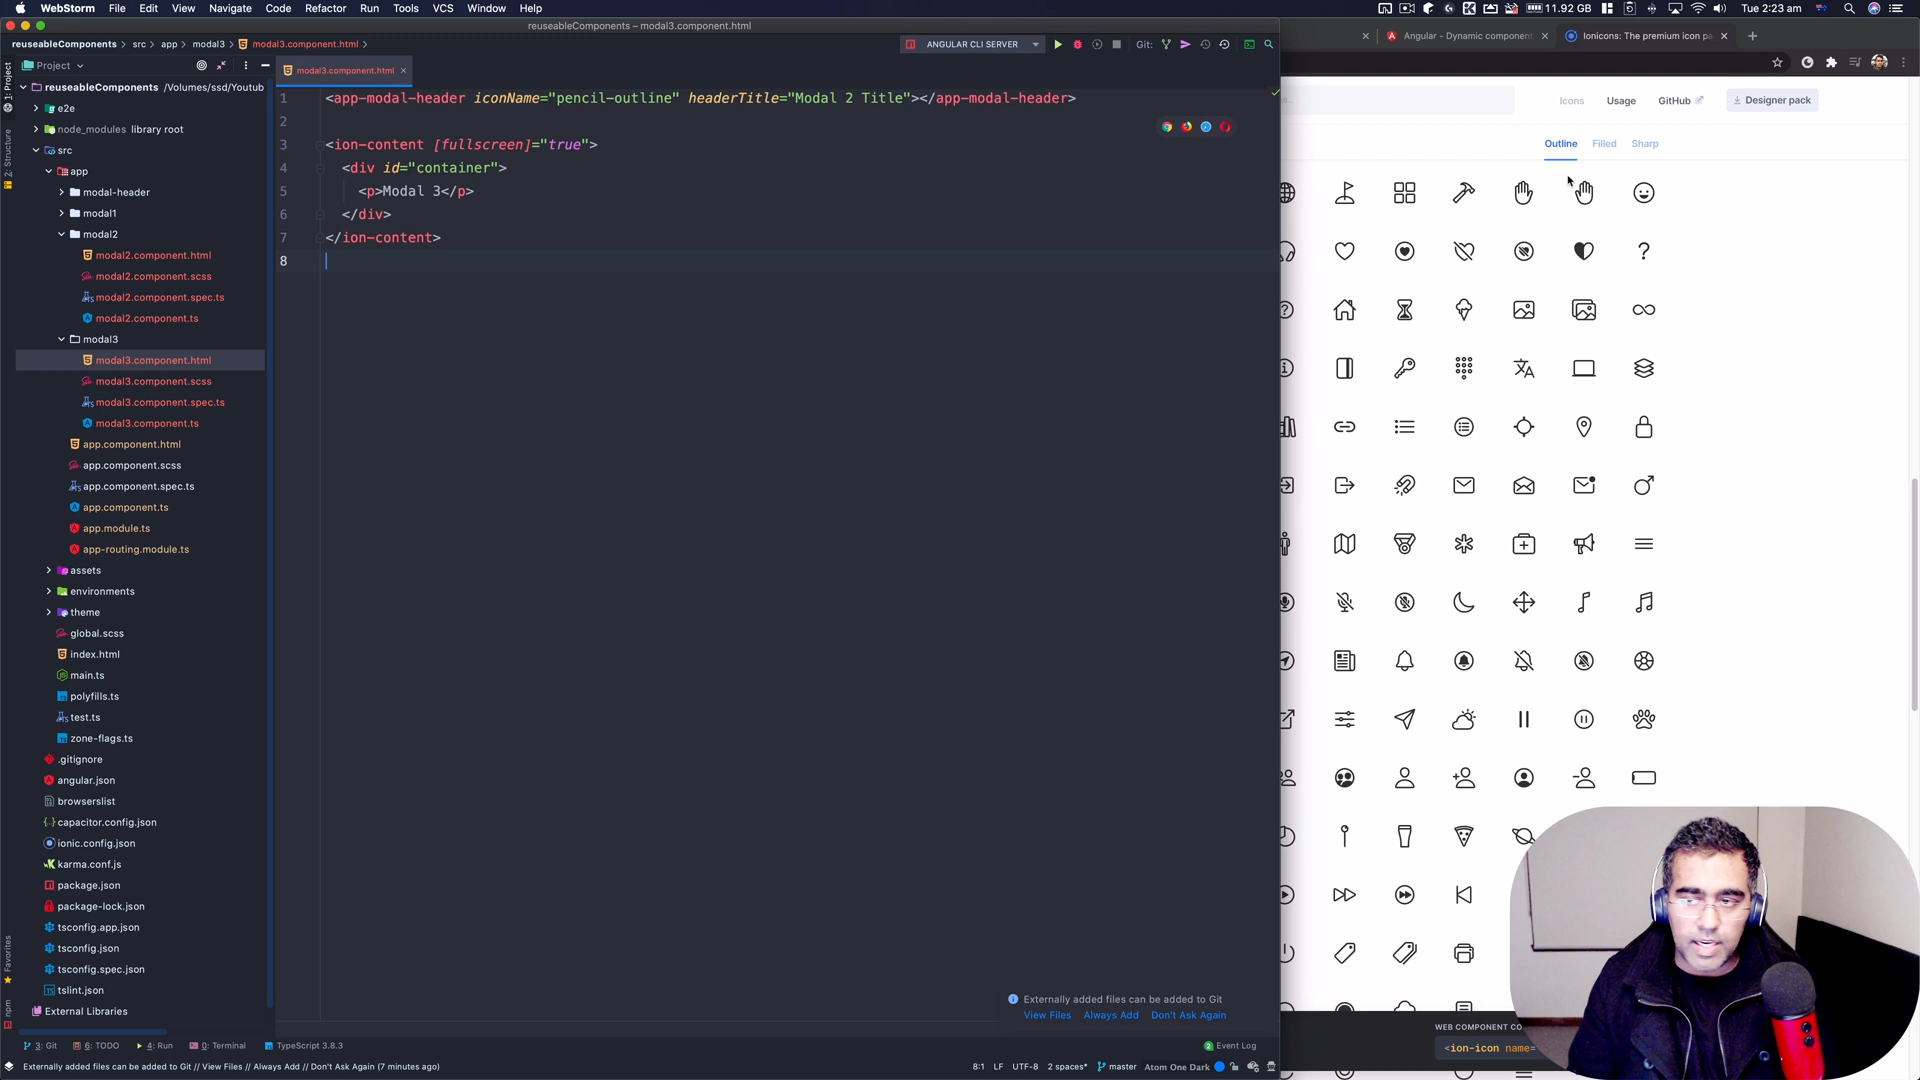 WebStorm File Edit View Navigate Code Refactor Run Tools VCS Window Help
11.92 GB Tue 2:23 am
reuseableComponents – modal3.component.html
reuseableComponents src app modal3 modal3.component.html
ANGULAR CLI SERVER Git:
Angular - Dynamic component
Ionicons: The premium icon pa
Project
modal3.component.html
1: Project
2: Structure
Favorites
npm
reuseableComponents /Volumes/ssd/Youtub
e2e
node_modules library root
src
app
modal-header
modal1
modal2
modal2.component.html
modal2.component.scss
modal2.component.spec.ts
modal2.component.ts
modal3
modal3.component.html
modal3.component.scss
modal3.component.spec.ts
modal3.component.ts
app.component.html
app.component.scss
app.component.spec.ts
app.component.ts
app.module.ts
app-routing.module.ts
assets
environments
theme
global.scss
index.html
main.ts
polyfills.ts
test.ts
zone-flags.ts
.gitignore
angular.json
browserslist
capacitor.config.json
ionic.config.json
karma.conf.js
package.json
package-lock.json
tsconfig.app.json
tsconfig.json
tsconfig.spec.json
tslint.json
External Libraries
1 <app-modal-header iconName="pencil-outline" headerTitle="Modal 2 Title"></app-modal-header>
2
3 <ion-content [fullscreen]="true">
4 <div id="container">
5 <p>Modal 3</p>
6 </div>
7 </ion-content>
8
Icons Usage GitHub Designer pack
Outline Filled Sharp
WEB COMPONENT CO
<ion-icon name=
Externally added files can be added to Git
View Files Always Add Don't Ask Again
3: Git 6: TODO 4: Run 0: Terminal TypeScript 3.8.3
2 Event Log
Externally added files can be added to Git // View Files // Always Add // Don't Ask Again (7 minutes ago)
8:1 LF UTF-8 2 spaces* master Atom One Dark